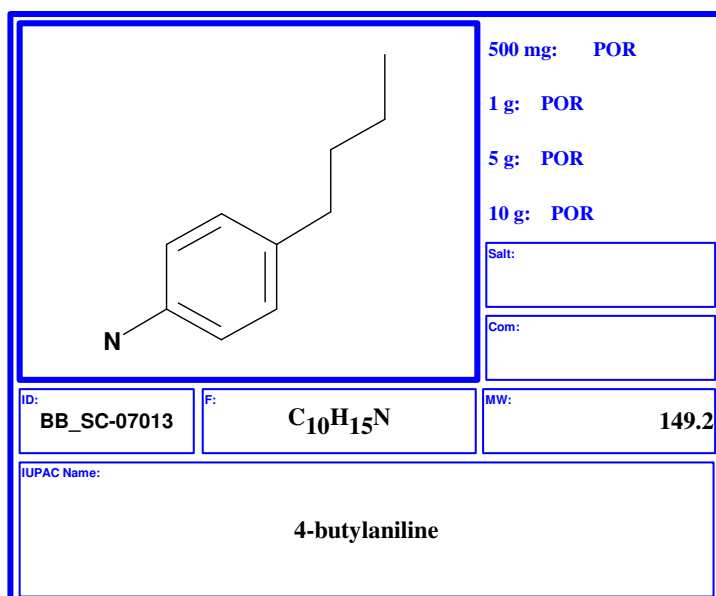 500 mg: POR
1 g: POR
5 g: POR
10 g: POR
Salt:
Com:
N
ID:
BB_SC-07013
F:
C10H15N
MW:
149.2
IUPAC Name:
4-butylaniline